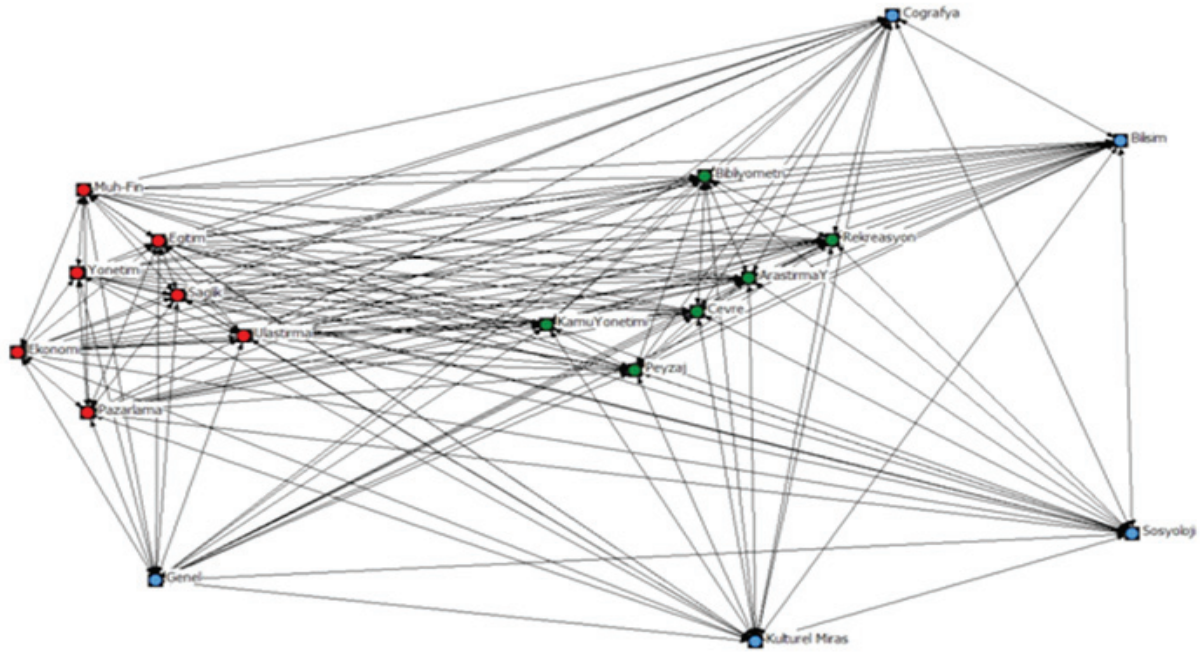 Cografya
Bilisim
Bibliyometri
Muh-Fin
Rekreasyon
Egitim
Yonetim
ArastirmaY
Saglik
Cevre
KamuYonetimi
Ulastirma
Ekonomi
Peyzaj
Pazarlama
Sosyoloji
Genel
Kulturel Miras